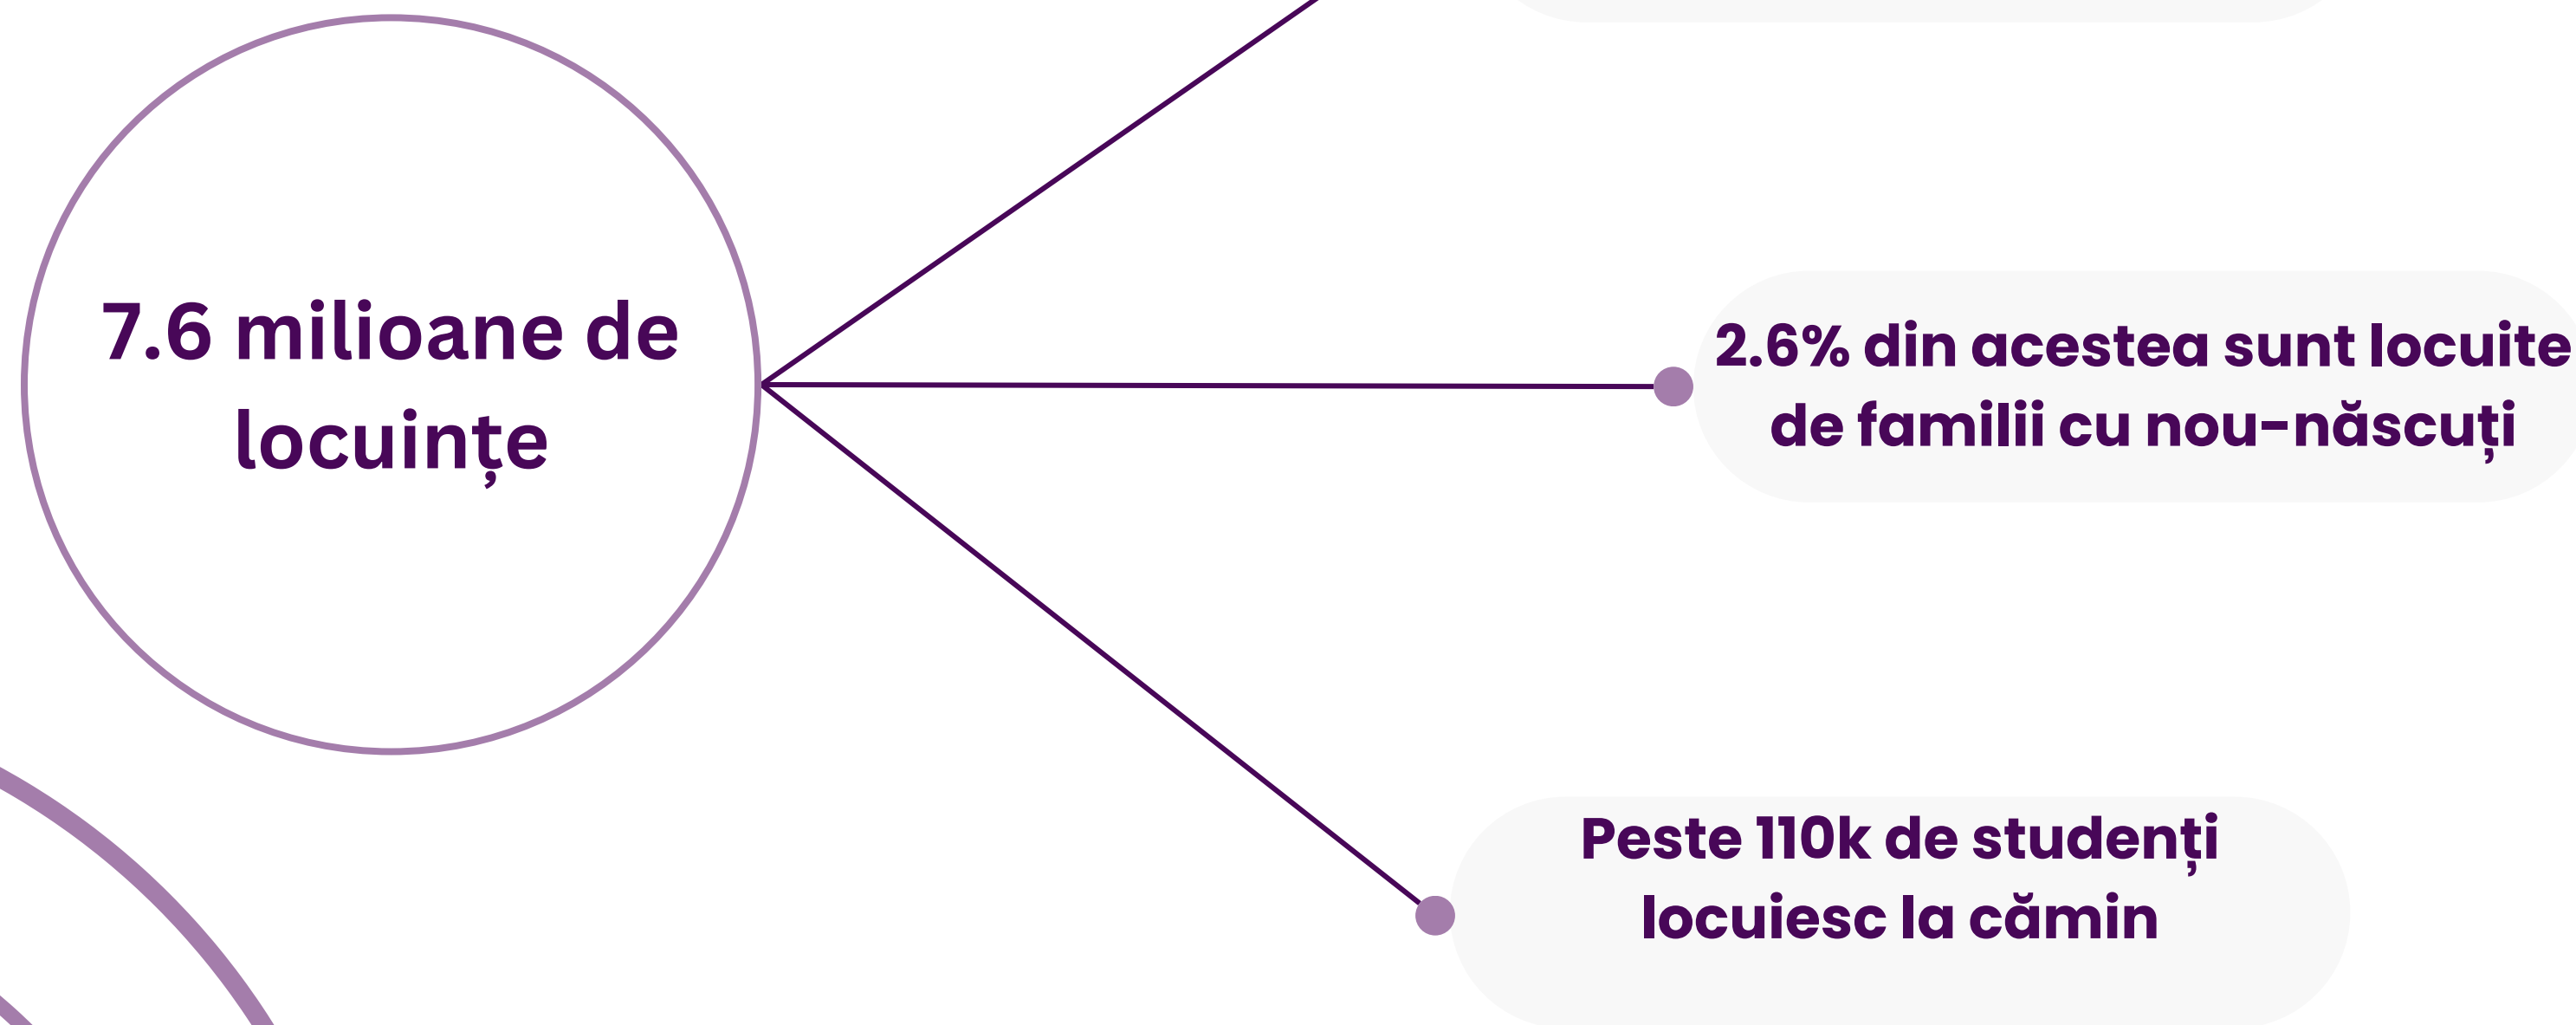 7.6 milioane de
locuințe
2.6% din acestea sunt locuite
de familii cu nou-născuți
Peste 110k de studenți
locuiesc la cămin